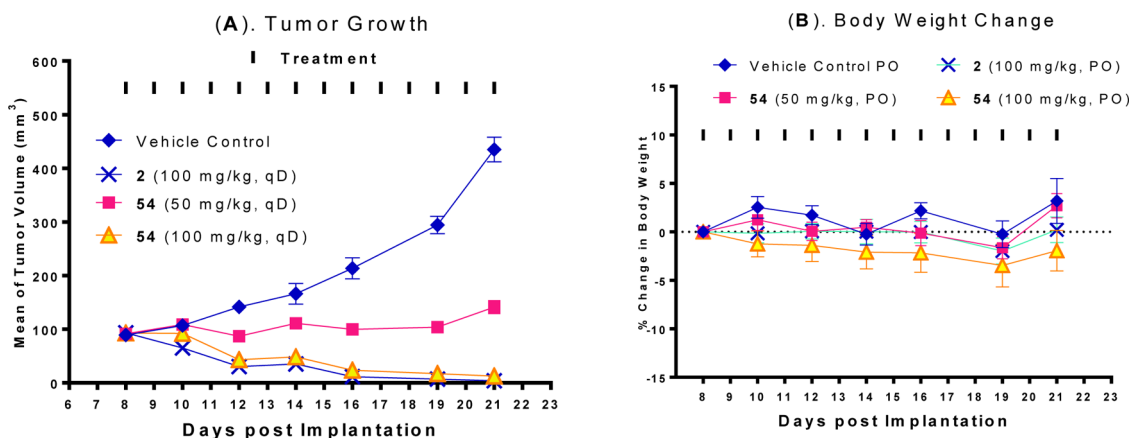 (A). Tumor Growth
Treatment
Mean of Tumor Volume (mm3)
600
500
400
300
200
100
0
Vehicle Control
2 (100 mg/kg, qD)
54 (50 mg/kg, qD)
54 (100 mg/kg, qD)
6 7 8 9 10 11 12 13 14 15 16 17 18 19 20 21 22 23
Days post Implantation
(B). Body Weight Change
Vehicle Control PO
2 (100 mg/kg, PO)
54 (50 mg/kg, PO)
54 (100 mg/kg, PO)
% Change in Body Weight
15
10
5
0
-5
-10
-15
8 9 10 11 12 13 14 15 16 17 18 19 20 21 22 23
Days post Implantation